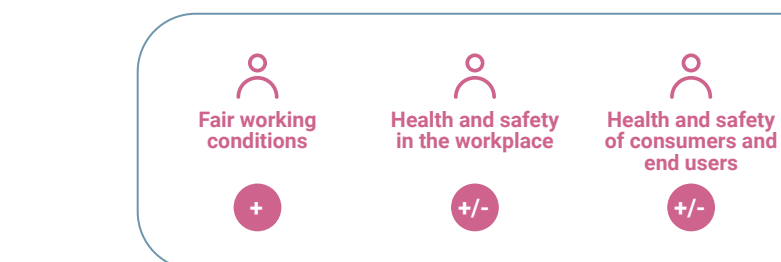 Fair working
conditions
+
Health and safety
in the workplace
+/-
Health and safety
of consumers and
end users
+/-